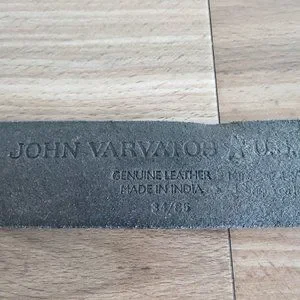 JOHN VARVATOS ★ U.S.
GENUINE LEATHER
MADE IN INDIA
34/85